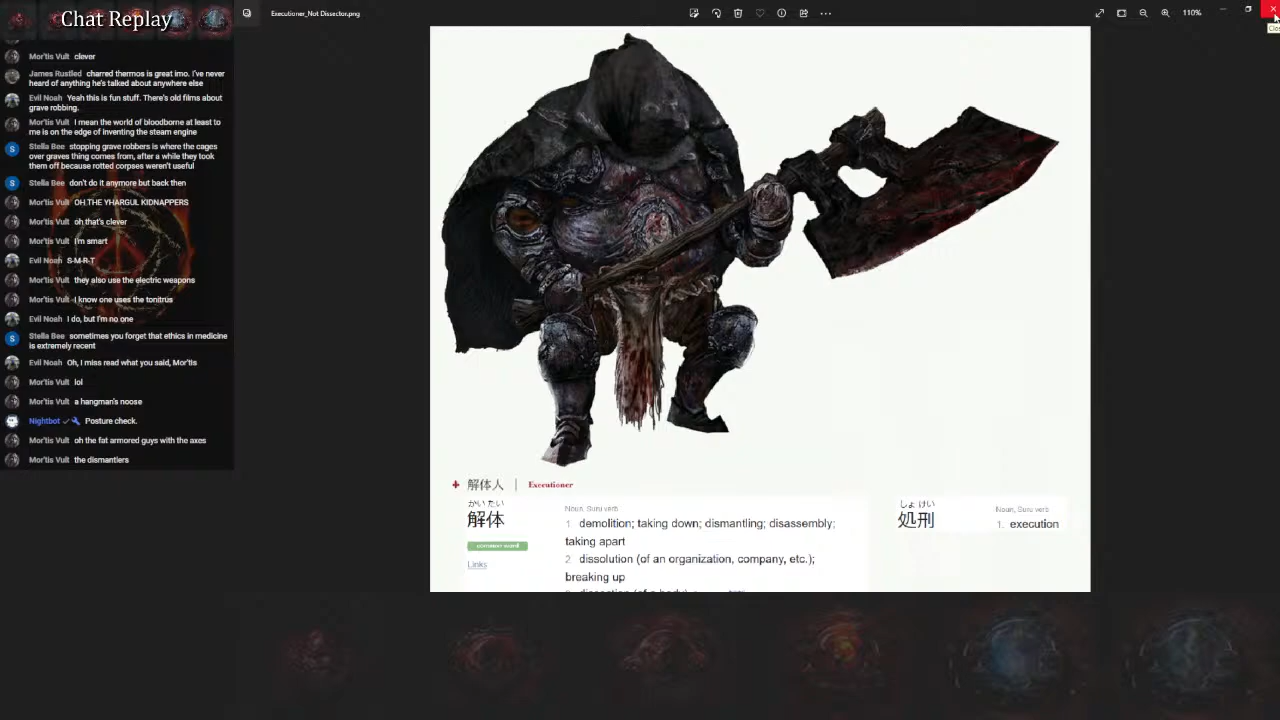 Chat Replay
Executioner_Not Dissector.png
110%
Mor'tis Vult clever
James Rustled charred thermos is great imo. I've never
heard of anything he's talked about anywhere else
Evil Noah Yeah this is fun stuff. There's old films about
grave robbing.
Mor'tis Vult I mean the world of bloodborne at least to
me is on the edge of inventing the steam engine
S Stella Bee stopping grave robbers is where the cages
over graves thing comes from, after a while they took
them off because rotted corpses weren't useful
S Stella Bee don't do it anymore but back then
Mor'tis Vult OH THE YHARGUL KIDNAPPERS
Mor'tis Vult oh that's clever
Mor'tis Vult I'm smart
Evil Noah S-M-R-T
Mor'tis Vult they also use the electric weapons
Mor'tis Vult I know one uses the tonitrus
Evil Noah I do, but I'm no one
S Stella Bee sometimes you forget that ethics in medicine
is extremely recent
Evil Noah Oh, I miss read what you said, Mor'tis
Mor'tis Vult lol
Mor'tis Vult a hangman's noose
Nightbot Posture check.
Mor'tis Vult oh the fat armored guys with the axes
Mor'tis Vult the dismantlers
解体人 | Executioner
かい たい
解体
common word
Links
Noun, Suru verb
1 demolition; taking down; dismantling; disassembly;
taking apart
2 dissolution (of an organization, company, etc.);
breaking up
しょ けい
処刑
Noun, Suru verb
1. execution